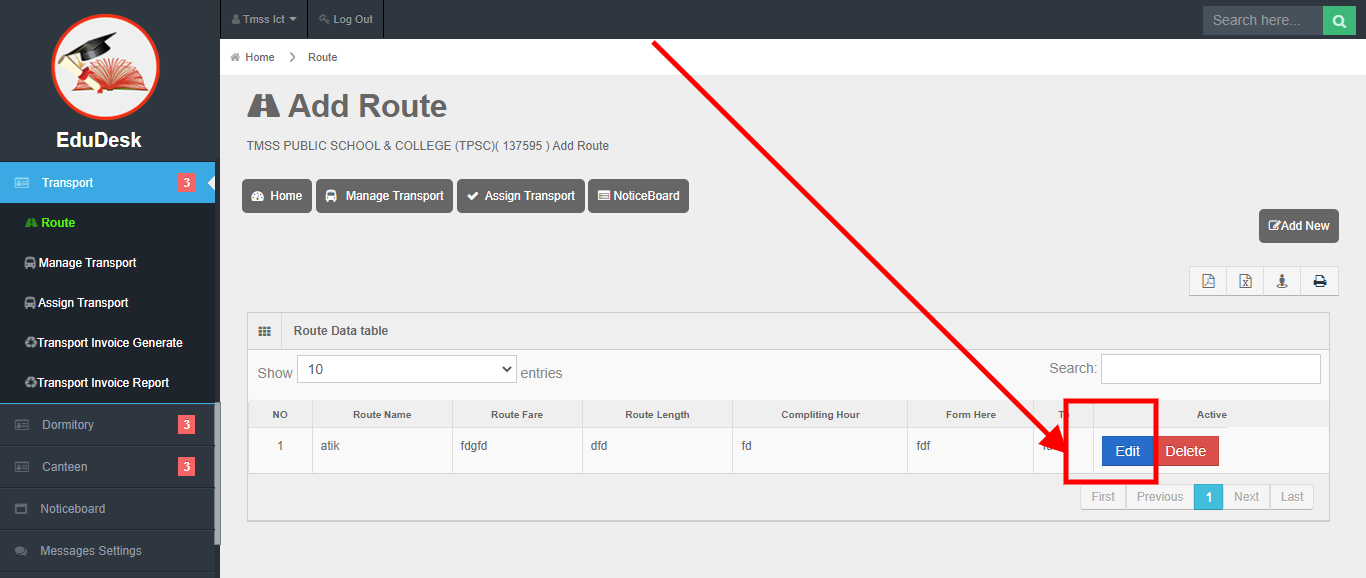 Tmss Ict
Log Out
Search here...
Home
Route
EduDesk
Add Route
TMSS PUBLIC SCHOOL & COLLEGE (TPSC)( 137595 ) Add Route
Transport 3
Route
Manage Transport
Assign Transport
Transport Invoice Generate
Transport Invoice Report
Dormitory 3
Canteen 3
Noticeboard
Messages Settings
Home
Manage Transport
Assign Transport
NoticeBoard
Add New
Route Data table
Show 10 entries
Search:
NO Route Name Route Fare Route Length Compliting Hour Form Here Active
1 atik fdgfd dfd fd fdf Edit Delete
First Previous 1 Next Last